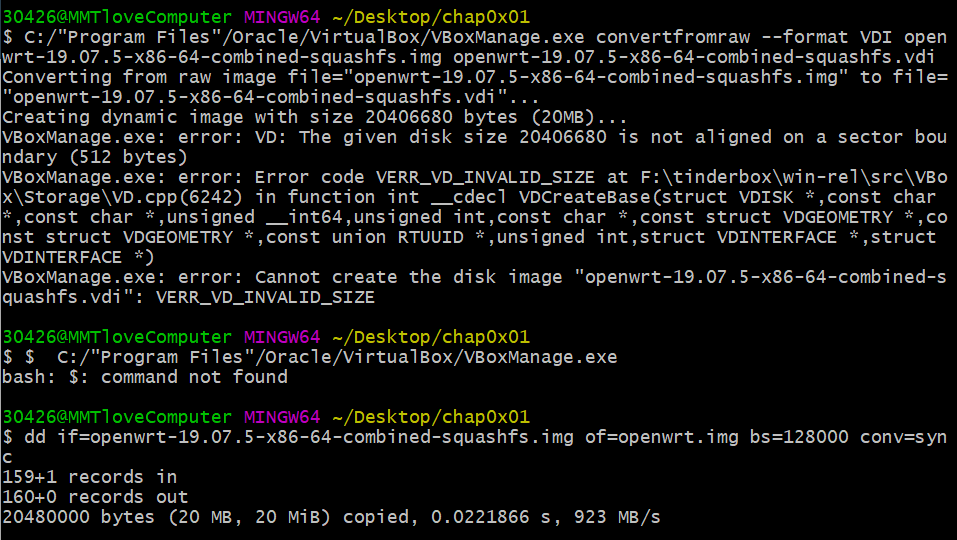 30426@MMTloveComputer MINGW64 ~/Desktop/chap0x01
$ C:/"Program Files"/Oracle/VirtualBox/VBoxManage.exe convertfromraw --format VDI open
wrt-19.07.5-x86-64-combined-squashfs.img openwrt-19.07.5-x86-64-combined-squashfs.vdi
Converting from raw image file="openwrt-19.07.5-x86-64-combined-squashfs.img" to file=
"openwrt-19.07.5-x86-64-combined-squashfs.vdi"...
Creating dynamic image with size 20406680 bytes (20MB)...
VBoxManage.exe: error: VD: The given disk size 20406680 is not aligned on a sector bou
ndary (512 bytes)
VBoxManage.exe: error: Error code VERR_VD_INVALID_SIZE at F:\tinderbox\win-rel\src\VBo
x\Storage\VD.cpp(6242) in function int __cdecl VDCreateBase(struct VDISK *,const char
*,const char *,unsigned __int64,unsigned int,const char *,const struct VDGEOMETRY *,co
nst struct VDGEOMETRY *,const union RTUUID *,unsigned int,struct VDINTERFACE *,struct
VDINTERFACE *)
VBoxManage.exe: error: Cannot create the disk image "openwrt-19.07.5-x86-64-combined-s
quashfs.vdi": VERR_VD_INVALID_SIZE
30426@MMTloveComputer MINGW64 ~/Desktop/chap0x01
$ $  C:/"Program Files"/Oracle/VirtualBox/VBoxManage.exe
bash: $: command not found
30426@MMTloveComputer MINGW64 ~/Desktop/chap0x01
$ dd if=openwrt-19.07.5-x86-64-combined-squashfs.img of=openwrt.img bs=128000 conv=syn
c
159+1 records in
160+0 records out
20480000 bytes (20 MB, 20 MiB) copied, 0.0221866 s, 923 MB/s